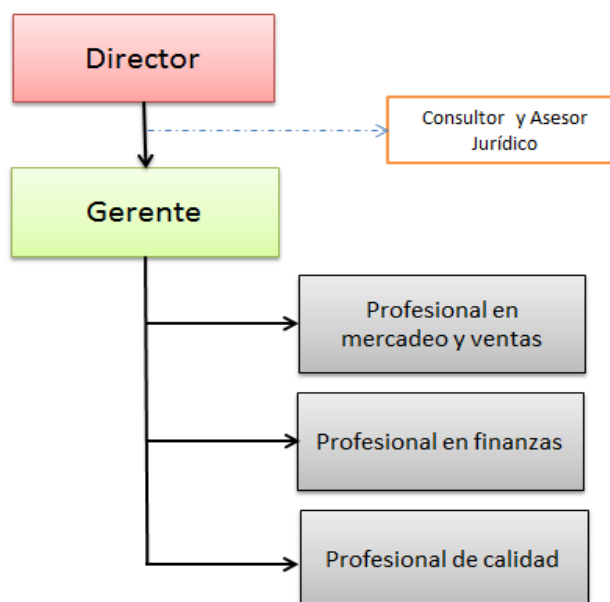 Director
Consultor y Asesor
Jurídico
Gerente
Profesional en
mercadeo y ventas
Profesional en finanzas
Profesional de calidad